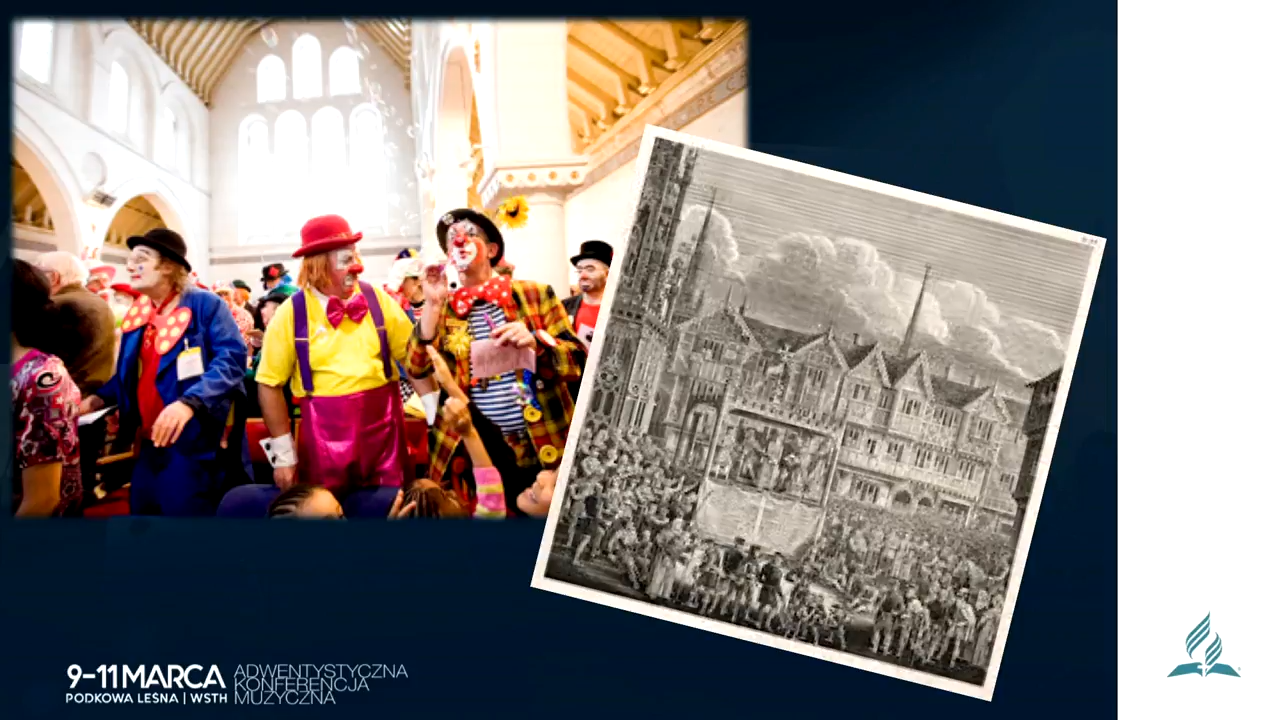 9–11 MARCA
PODKOWA LEŚNA | WSTH
ADWENTYSTYCZNA
KONFERENCJA
MUZYCZNA